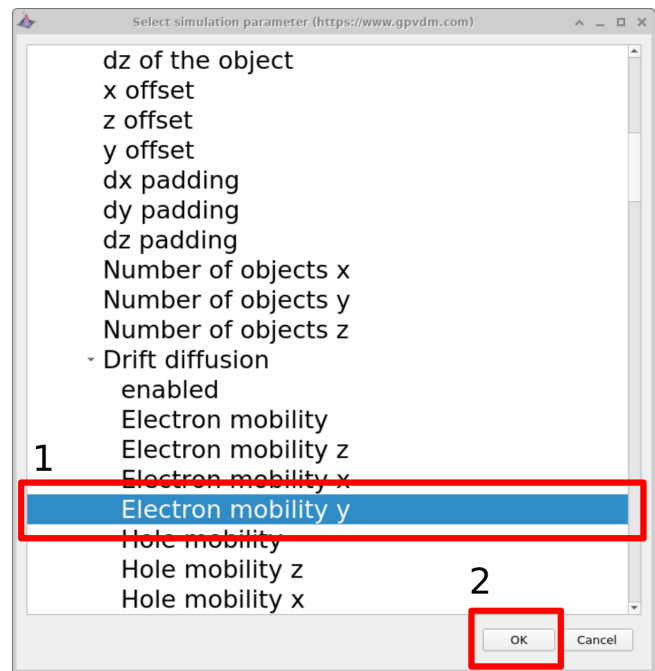 Select simulation parameter (https://www.gpvdm.com)
dz of the object
x offset
z offset
y offset
dx padding
dy padding
dz padding
Number of objects x
Number of objects y
Number of objects z
Drift diffusion
enabled
Electron mobility
Electron mobility z
1
Electron mobility x
Electron mobility y
Hole mobility
Hole mobility z
2
Hole mobility x
OK
Cancel